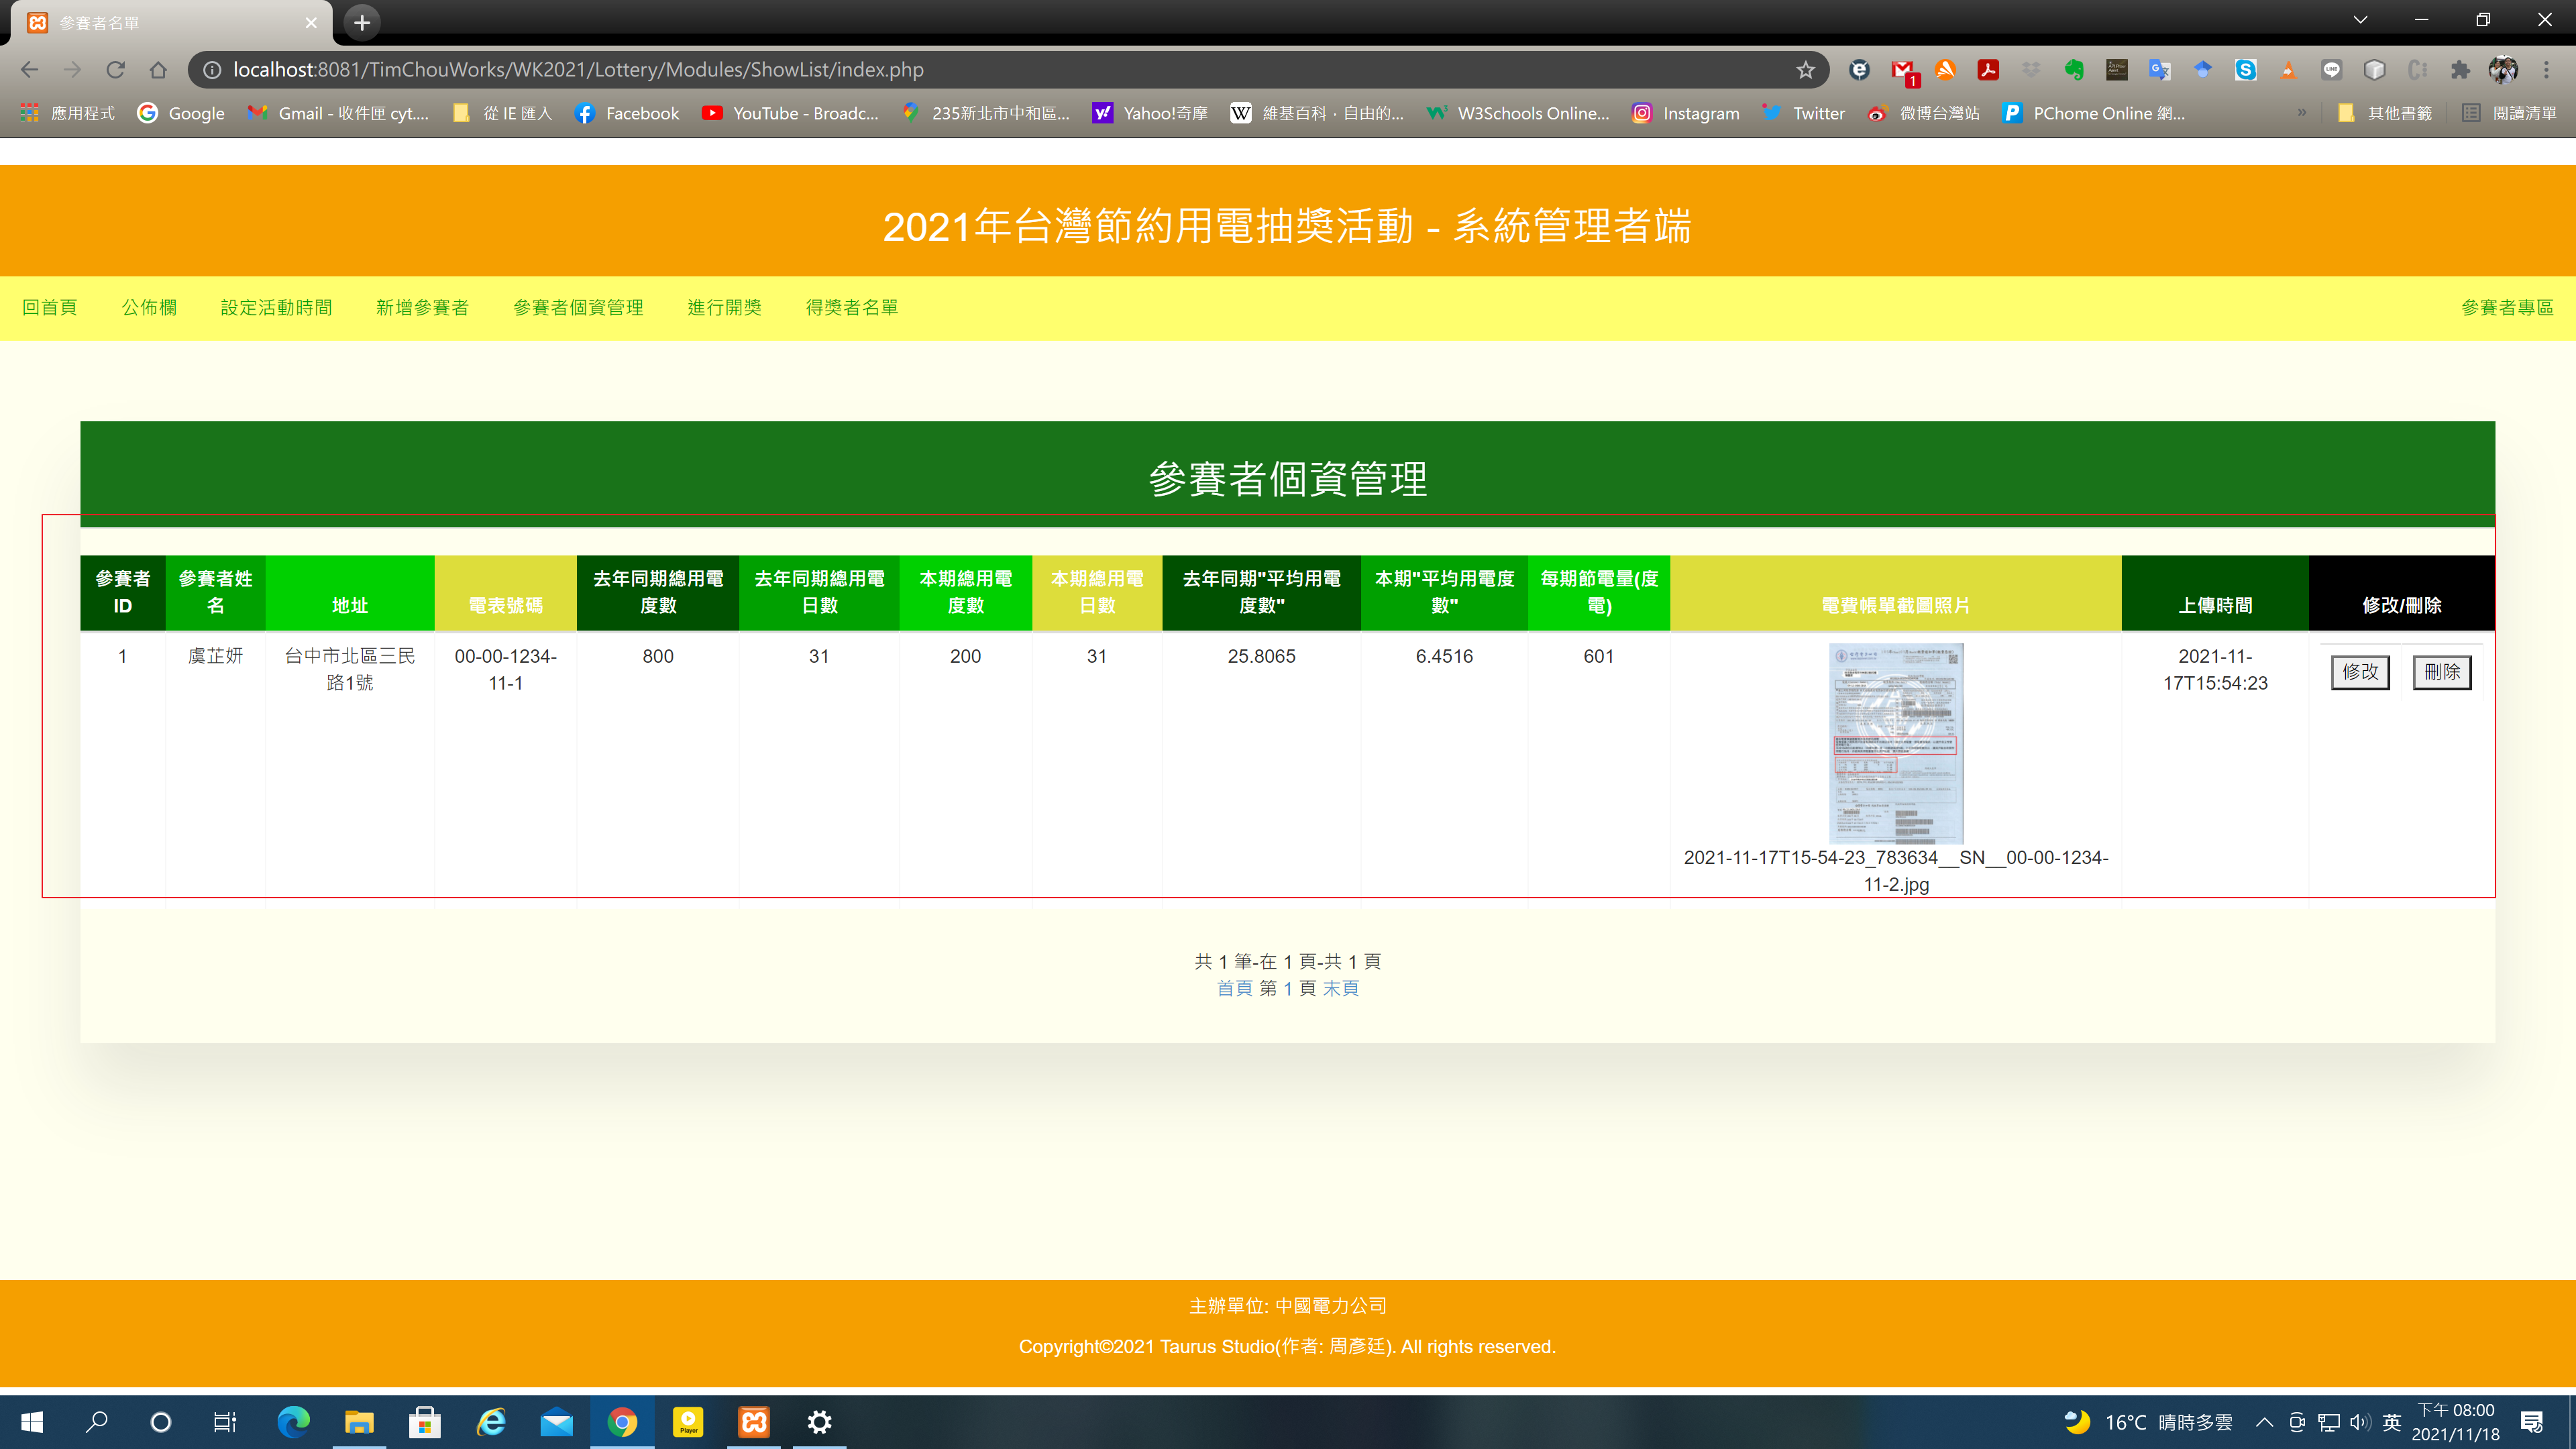 參賽者名單
localhost:8081/TimChouWorks/WK2021/Lottery/Modules/ShowList/index.php
1
應用程式 Google Gmail - 收件匣 cyt.... 從 IE 匯入 Facebook YouTube - Broadc... 235新北市中和區... Yahoo!奇摩 維基百科，自由的... W3Schools Online... Instagram Twitter 微博台灣站 PChome Online 網... » 其他書籤 閱讀清單
2021年台灣節約用電抽獎活動 - 系統管理者端
回首頁 公佈欄 設定活動時間 新增參賽者 參賽者個資管理 進行開獎 得獎者名單 參賽者專區
參賽者個資管理
參賽者ID 參賽者姓名 地址 電表號碼 去年同期總用電度數 去年同期總用電日數 本期總用電度數 本期總用電日數 去年同期"平均用電度數" 本期"平均用電度數" 每期節電量(度電) 電費帳單截圖照片 上傳時間 修改/刪除
1 虞芷妍 台中市北區三民路1號 00-00-1234-11-1 800 31 200 31 25.8065 6.4516 601 2021-11-17T15:54:23 修改 刪除
2021-11-17T15-54-23_783634__SN__00-00-1234-11-2.jpg
共 1 筆-在 1 頁-共 1 頁
首頁 第 1 頁 末頁
主辦單位: 中國電力公司
Copyright©2021 Taurus Studio(作者: 周彥廷). All rights reserved.
Player
16°C 晴時多雲 英 下午 08:00
2021/11/18